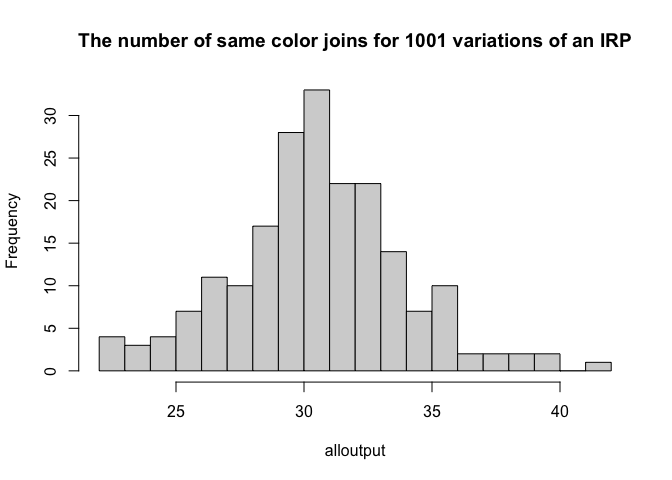 The number of same color joins for 1001 variations of an IRP
Frequency
30
25
20
15
10
5
0
25 30 35 40
alloutput